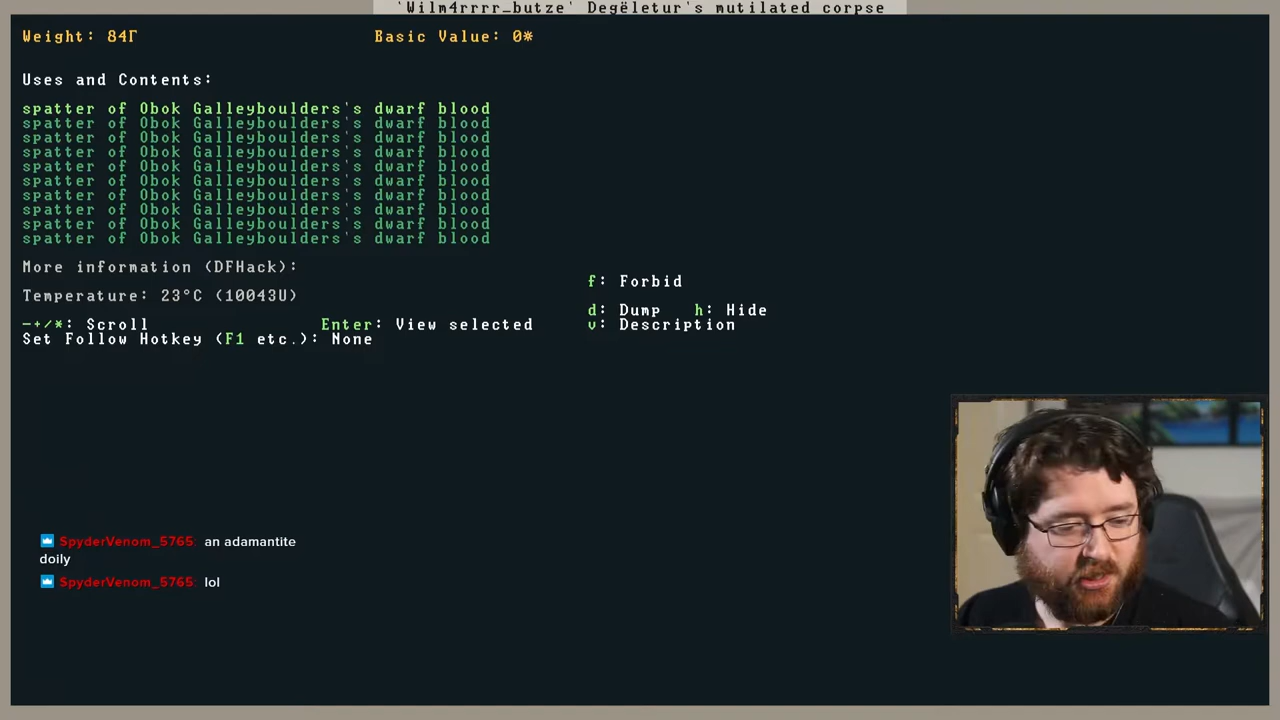 `Wilm4rrrr_butze' Degëletur's mutilated corpse
Weight: 84Γ Basic Value: 0*
Uses and Contents:
spatter of Obok Galleyboulders's dwarf blood
spatter of Obok Galleyboulders's dwarf blood
spatter of Obok Galleyboulders's dwarf blood
spatter of Obok Galleyboulders's dwarf blood
spatter of Obok Galleyboulders's dwarf blood
spatter of Obok Galleyboulders's dwarf blood
spatter of Obok Galleyboulders's dwarf blood
spatter of Obok Galleyboulders's dwarf blood
spatter of Obok Galleyboulders's dwarf blood
spatter of Obok Galleyboulders's dwarf blood
More information (DFHack):
f: Forbid
Temperature: 23°C (10043U)
d: Dump h: Hide
-+/*: Scroll Enter: View selected v: Description
Set Follow Hotkey (F1 etc.): None
SpyderVenom_5765: an adamantite
doily
SpyderVenom_5765: lol